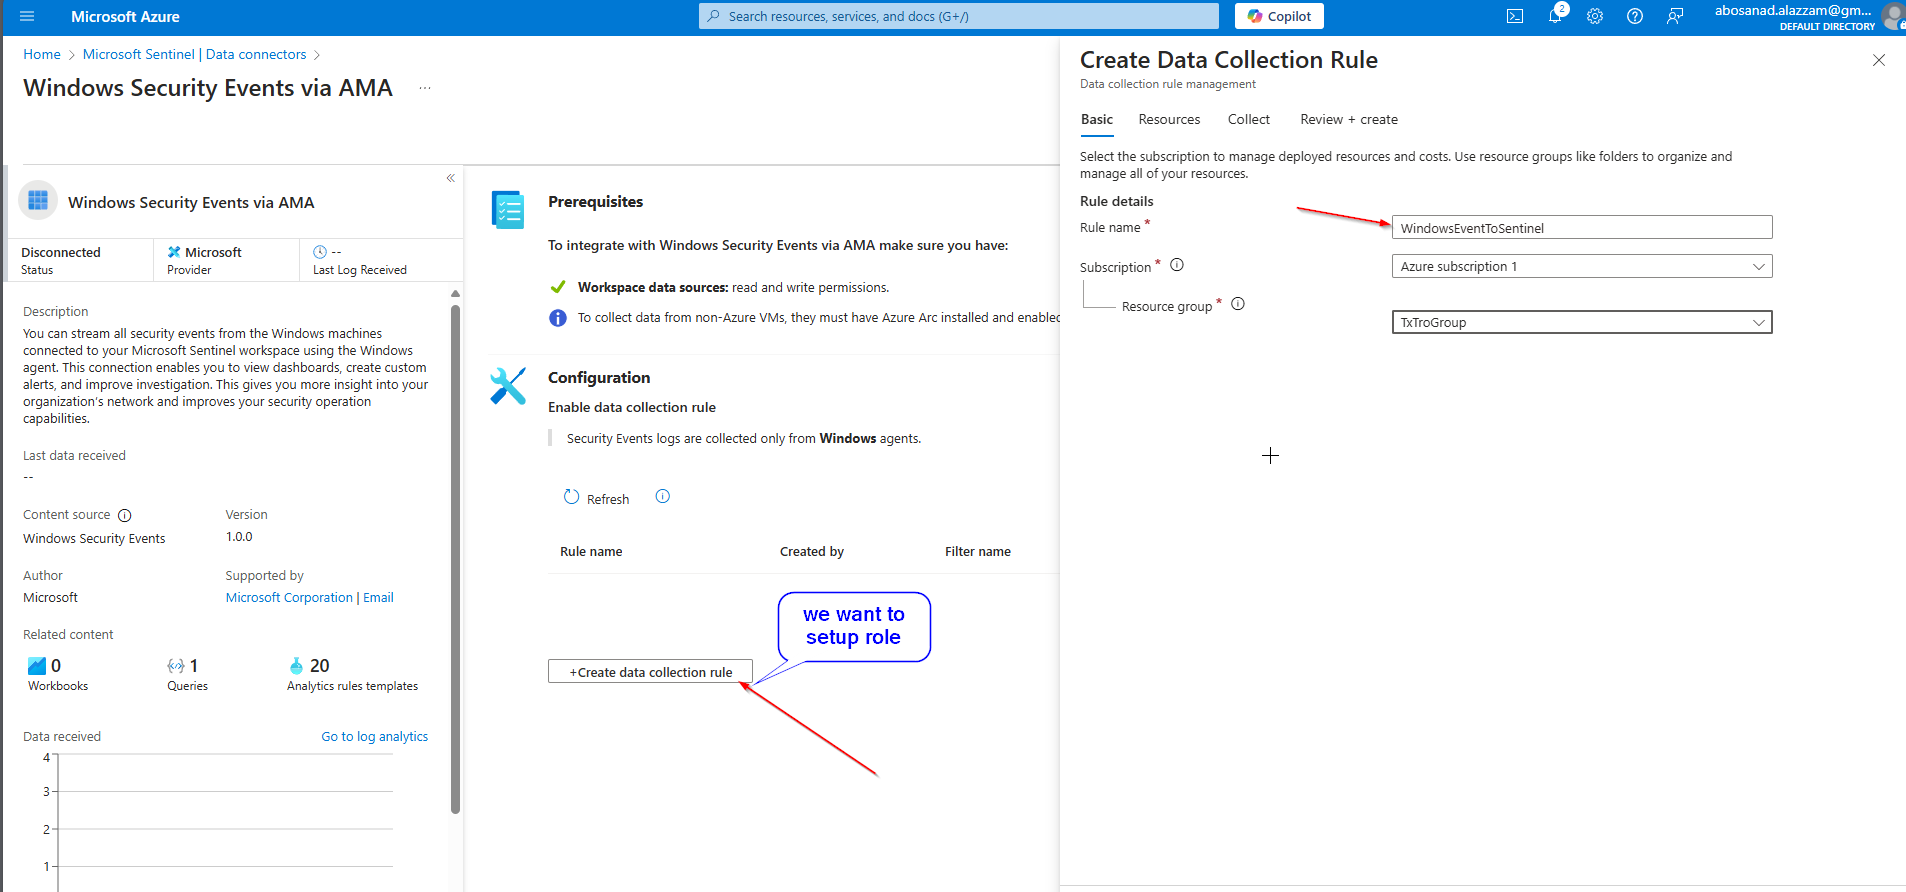 Microsoft Azure
Search resources, services, and docs (G+/)
Copilot
2
abosanad.alazzam@gm...
DEFAULT DIRECTORY
Home > Microsoft Sentinel | Data connectors >
Windows Security Events via AMA ...
Windows Security Events via AMA
Disconnected
Status
Microsoft
Provider
--
Last Log Received
Description
You can stream all security events from the Windows machines
connected to your Microsoft Sentinel workspace using the Windows
agent. This connection enables you to view dashboards, create custom
alerts, and improve investigation. This gives you more insight into your
organization's network and improves your security operation
capabilities.
Last data received
--
Content source
Version
Windows Security Events
1.0.0
Author
Supported by
Microsoft
Microsoft Corporation | Email
Related content
0
Workbooks
1
Queries
20
Analytics rules templates
Data received
Go to log analytics
4
3
2
1
Prerequisites
To integrate with Windows Security Events via AMA make sure you have:
Workspace data sources: read and write permissions.
To collect data from non-Azure VMs, they must have Azure Arc installed and enabled
Configuration
Enable data collection rule
Security Events logs are collected only from Windows agents.
Refresh
Rule name
Created by
Filter name
we want to
setup role
+Create data collection rule
Create Data Collection Rule
Data collection rule management
Basic
Resources
Collect
Review + create
Select the subscription to manage deployed resources and costs. Use resource groups like folders to organize and
manage all of your resources.
Rule details
Rule name *
WindowsEventToSentinel
Subscription *
Azure subscription 1
Resource group *
TxTroGroup